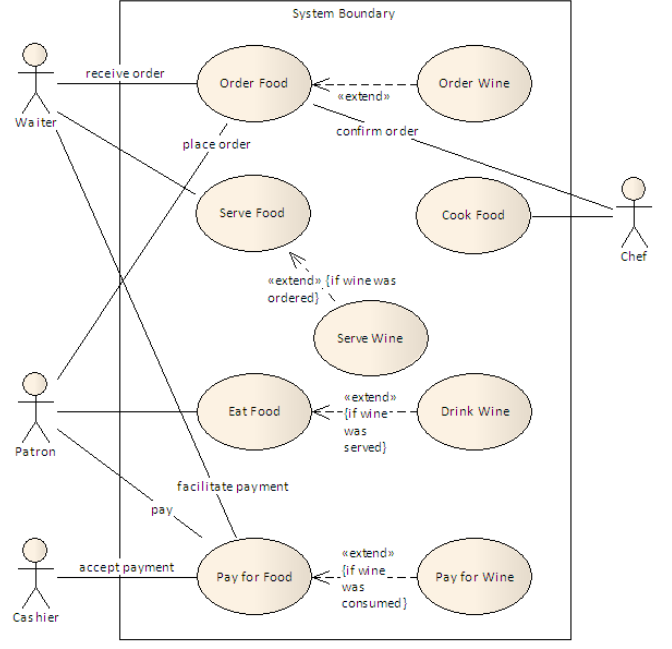 System Boundary
receive order
Order Food
Order Wine
«extend»
Waiter
place order
confirm order
Serve Food
Cook Food
Chef
«extend» {if wine was
ordered}
Serve Wine
Eat Food
«extend»
{if wine
was
served}
Drink Wine
Patron
facilitate payment
pay
accept payment
Pay for Food
«extend»
{if wine
was
consumed}
Pay for Wine
Cashier